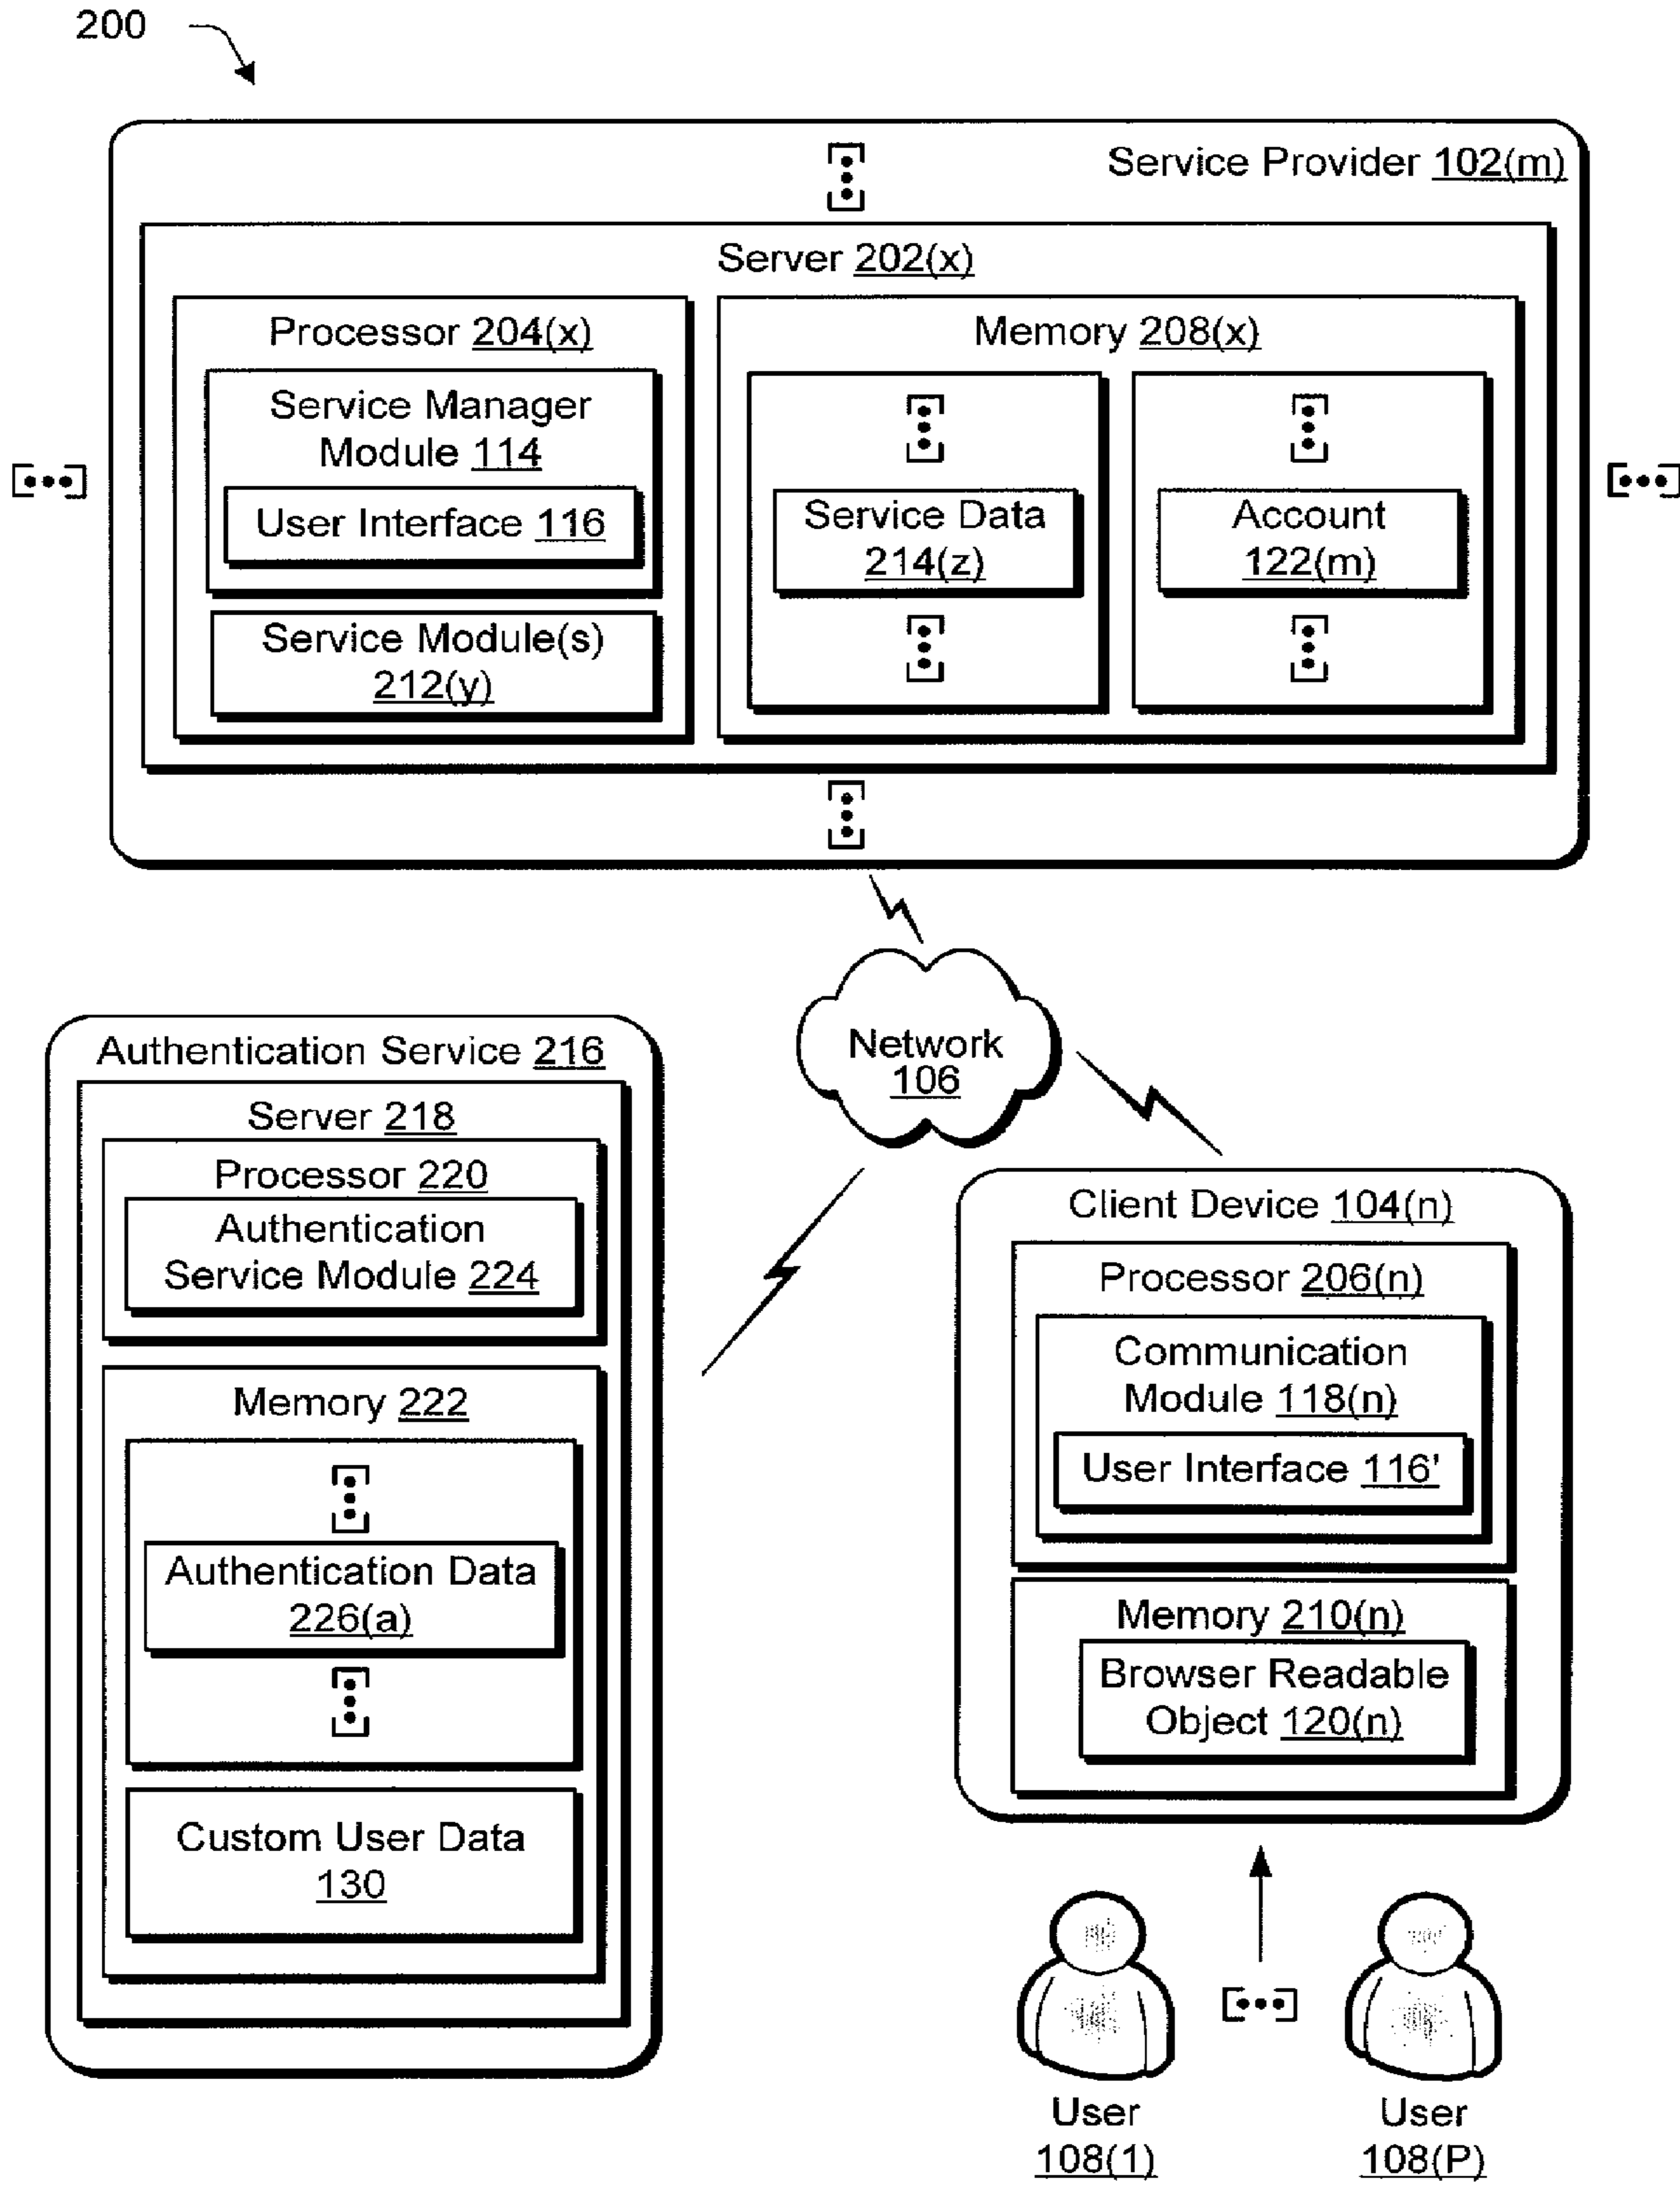 200
Service Provider 102(m)
Server 202(x)
Processor 204(x)
Service Manager
Module 114
User Interface 116
Service Module(s)
212(y)
Memory 208(x)
Service Data
214(z)
Account
122(m)
Network
106
Authentication Service 216
Server 218
Processor 220
Authentication
Service Module 224
Memory 222
Authentication Data
226(a)
Custom User Data
130
Client Device 104(n)
Processor 206(n)
Communication
Module 118(n)
User Interface 116'
Memory 210(n)
Browser Readable
Object 120(n)
User
108(1)
User
108(P)